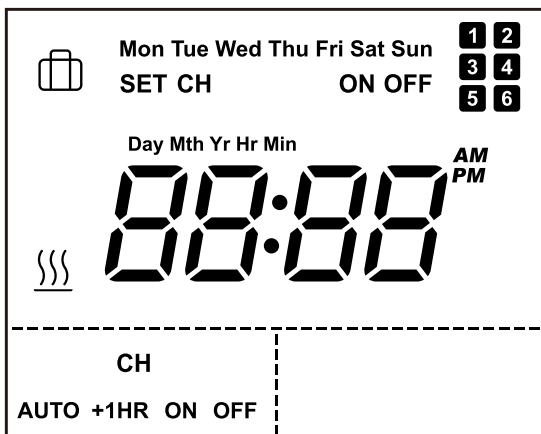 Mon Tue Wed Thu Fri Sat Sun
1 2
SET CH ON OFF
3 4
5 6
Day Mth Yr Hr Min
AM
PM
88:88
CH
AUTO +1HR ON OFF